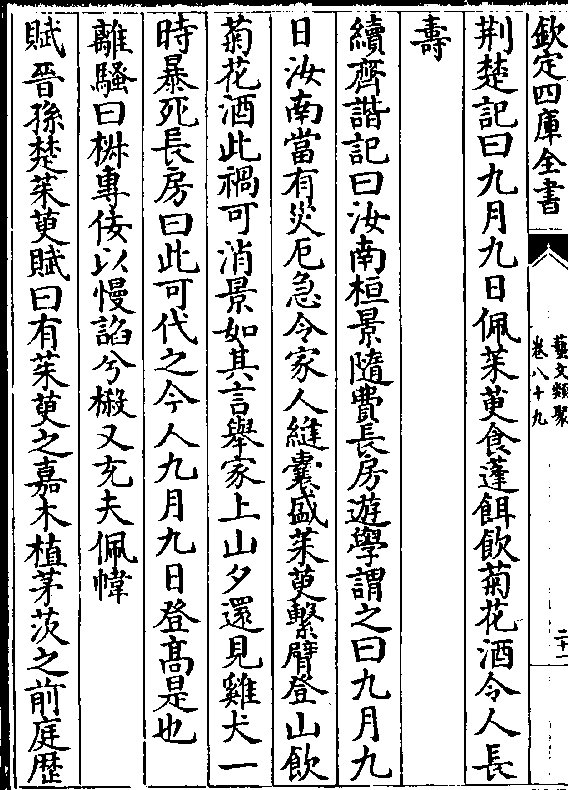 欽定四庫全書
藝文類聚
卷八十九
二十二
荆楚記曰九月九日佩茱萸食蓬餌飲菊花酒令人長
壽
續齊諧記曰汝南桓景隨費長房遊學謂之曰九月九
日汝南當有災厄急令家人縫囊盛茱萸繫臂登山飲
菊花酒此禍可消景如其言舉家上山夕還見雞犬一
時暴死長房曰此可代之今人九月九日登髙是也
離騷曰椒專佞以慢謟兮樧又充夫佩幃
賦晉孫楚茱萸賦曰有茱萸之嘉木植茅茨之前庭歴